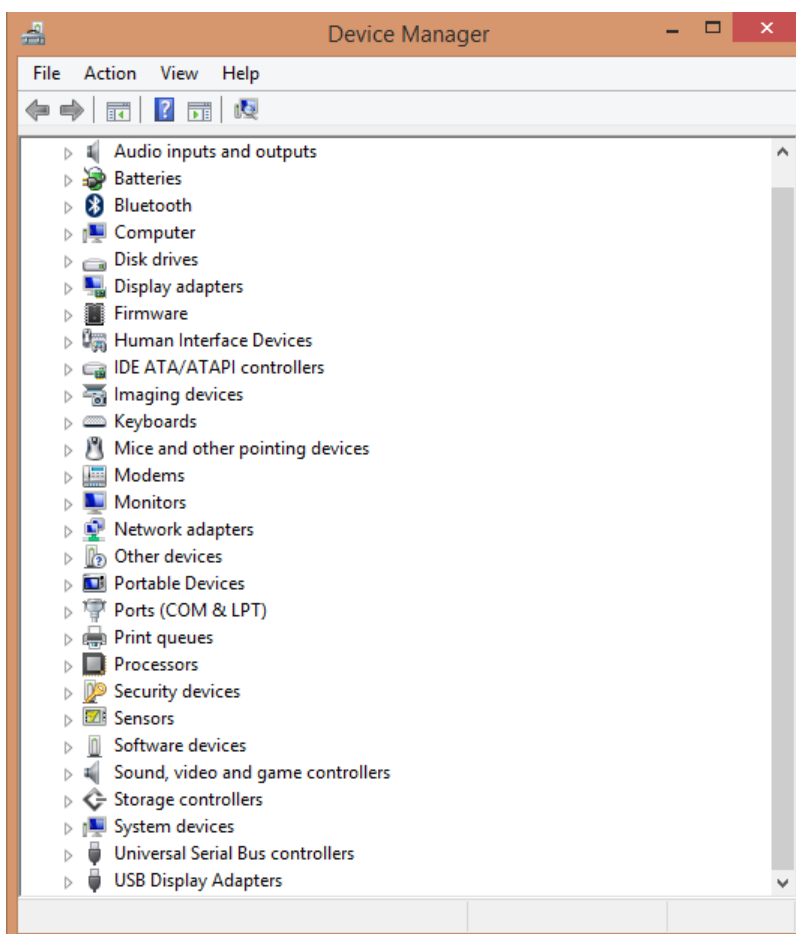 Device Manager
File Action View Help
Audio inputs and outputs
Batteries
Bluetooth
Computer
Disk drives
Display adapters
Firmware
Human Interface Devices
IDE ATA/ATAPI controllers
Imaging devices
Keyboards
Mice and other pointing devices
Modems
Monitors
Network adapters
Other devices
Portable Devices
Ports (COM & LPT)
Print queues
Processors
Security devices
Sensors
Software devices
Sound, video and game controllers
Storage controllers
System devices
Universal Serial Bus controllers
USB Display Adapters